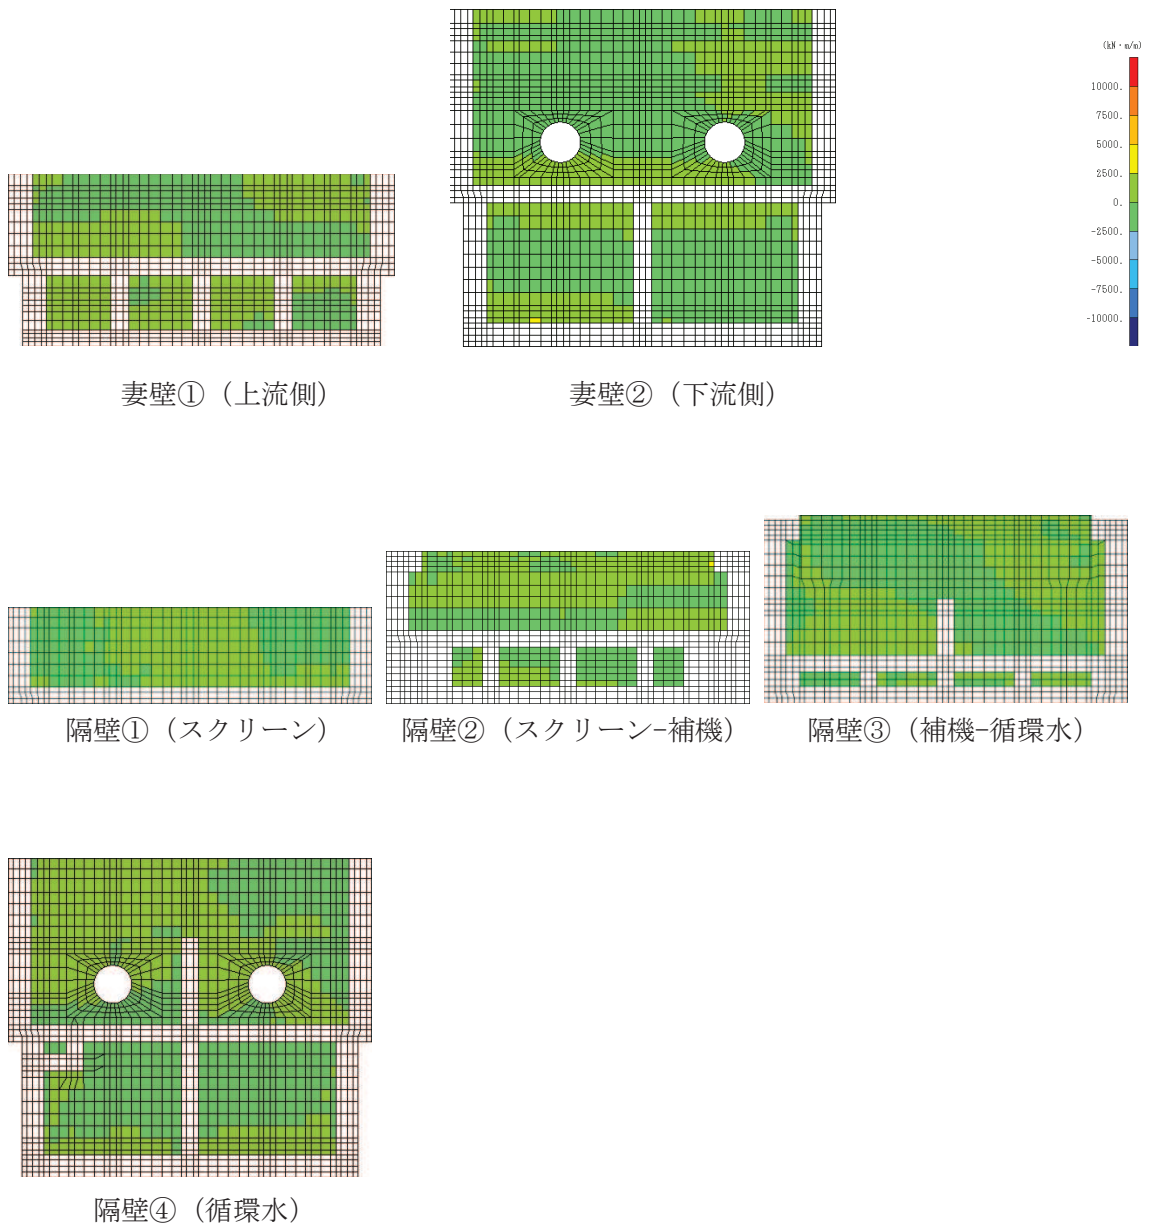 (kN・m/m)
10000.
7500.
5000.
2500.
0.
-2500.
-5000.
-7500.
-10000.
妻壁①（上流側）
妻壁②（下流側）
隔壁①（スクリーン）
隔壁②（スクリーン-補機）
隔壁③（補機-循環水）
隔壁④（循環水）